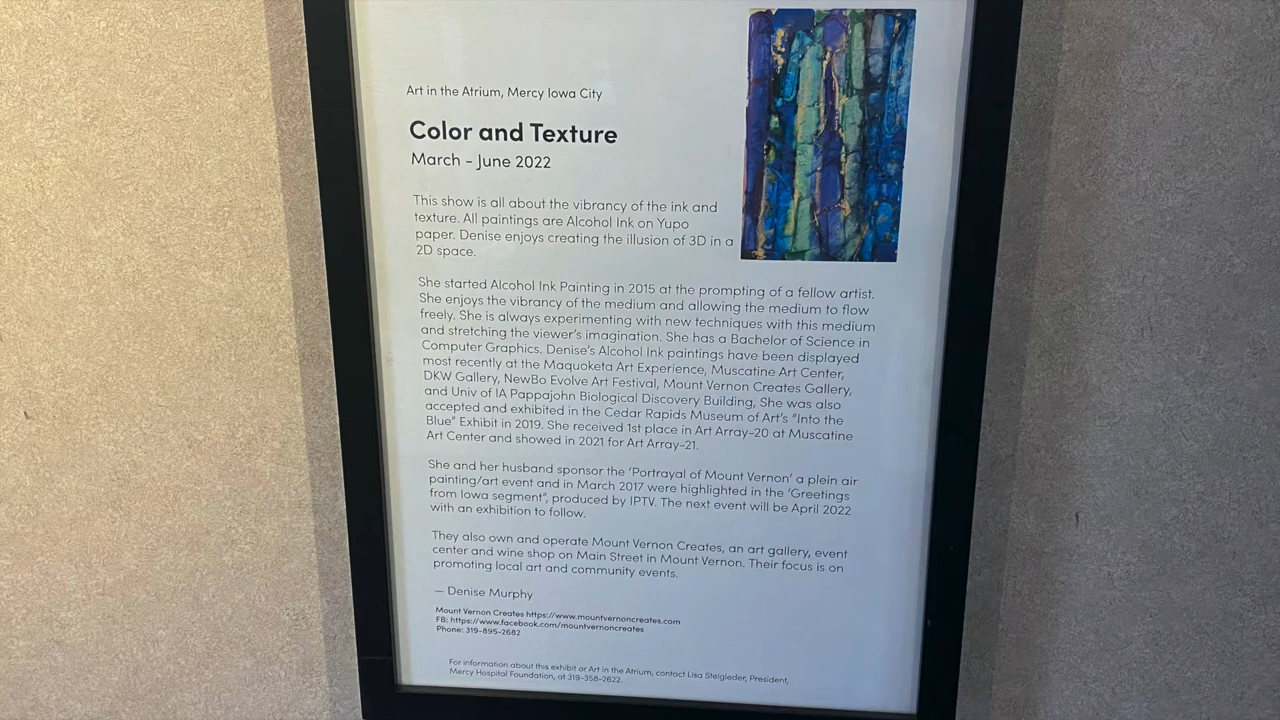 Art in the Atrium, Mercy Iowa City
Color and Texture
March - June 2022
This show is all about the vibrancy of the ink and
texture. All paintings are Alcohol Ink on Yupo
paper. Denise enjoys creating the illusion of 3D in a
2D space.
She started Alcohol Ink Painting in 2015 at the prompting of a fellow artist.
She enjoys the vibrancy of the medium and allowing the medium to flow
freely. She is always experimenting with new techniques with this medium
and stretching the viewer's imagination. She has a Bachelor of Science in
Computer Graphics. Denise's Alcohol Ink paintings have been displayed
most recently at the Maquoketa Art Experience, Muscatine Art Center,
DKW Gallery, NewBo Evolve Art Festival, Mount Vernon Creates Gallery,
and Univ of IA Pappajohn Biological Discovery Building, She was also
accepted and exhibited in the Cedar Rapids Museum of Art's "Into the
Blue" Exhibit in 2019. She received 1st place in Art Array-20 at Muscatine
Art Center and showed in 2021 for Art Array-21.
She and her husband sponsor the 'Portrayal of Mount Vernon' a plein air
painting/art event and in March 2017 were highlighted in the 'Greetings
from Iowa segment", produced by IPTV. The next event will be April 2022
with an exhibition to follow.
They also own and operate Mount Vernon Creates, an art gallery, event
center and wine shop on Main Street in Mount Vernon. Their focus is on
promoting local art and community events.
— Denise Murphy
Mount Vernon Creates https://www.mountvernoncreates.com
FB: https://www.facebook.com/mountvernoncreates
Phone: 319-895-2682
For information about this exhibit or Art in the Atrium, contact Lisa Steigleder, President,
Mercy Hospital Foundation, at 319-358-2622.